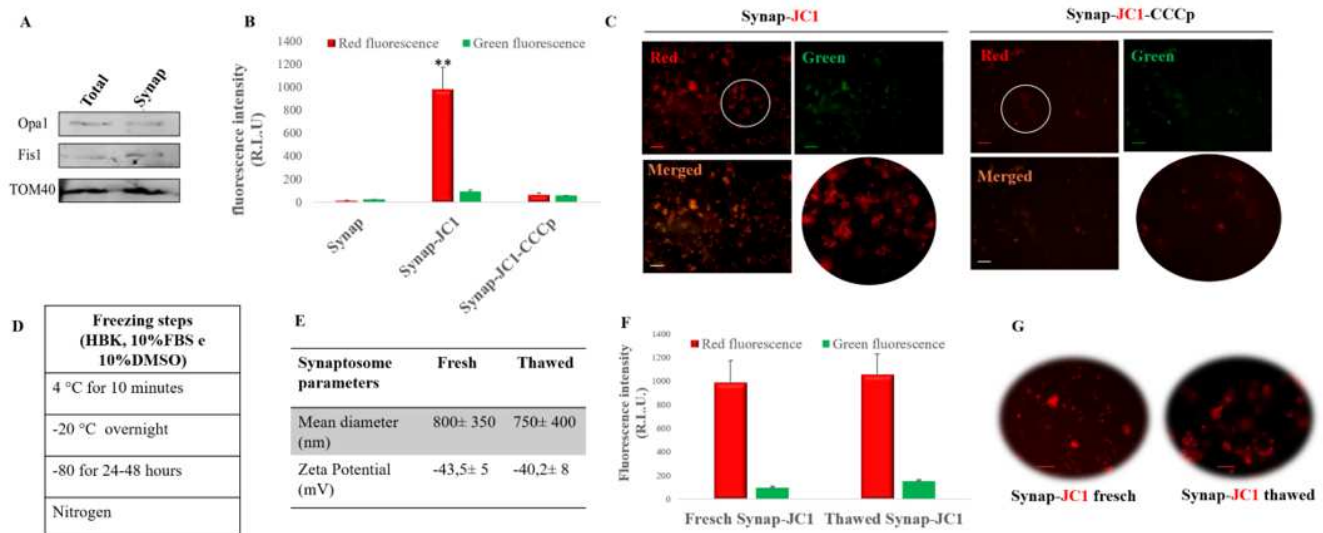 A
Total
Synap
Opa1
Fis1
TOM40
B
Red fluorescence
Green fluorescence
fluorescence intensity
(R.L.U)
1400
1200
1000
800
600
400
200
0
**
Synap
Synap-JC1
Synap-JC1-CCCp
C
Synap-JC1
Red
Green
Merged
Synap-JC1-CCCp
Red
Green
Merged
D
Freezing steps
(HBK, 10%FBS e
10%DMSO)
4 °C for 10 minutes
-20 °C overnight
-80 for 24-48 hours
Nitrogen
E
Synaptosome
parameters
Fresh
Thawed
Mean diameter
(nm)
800± 350
750± 400
Zeta Potential
(mV)
-43,5± 5
-40,2± 8
F
Red fluorescence
Green fluorescence
Fluorescence intensity
(R.L.U.)
1400
1200
1000
800
600
400
200
0
Fresch Synap-JC1
Thawed Synap-JC1
G
Synap-JC1 fresch
Synap-JC1 thawed